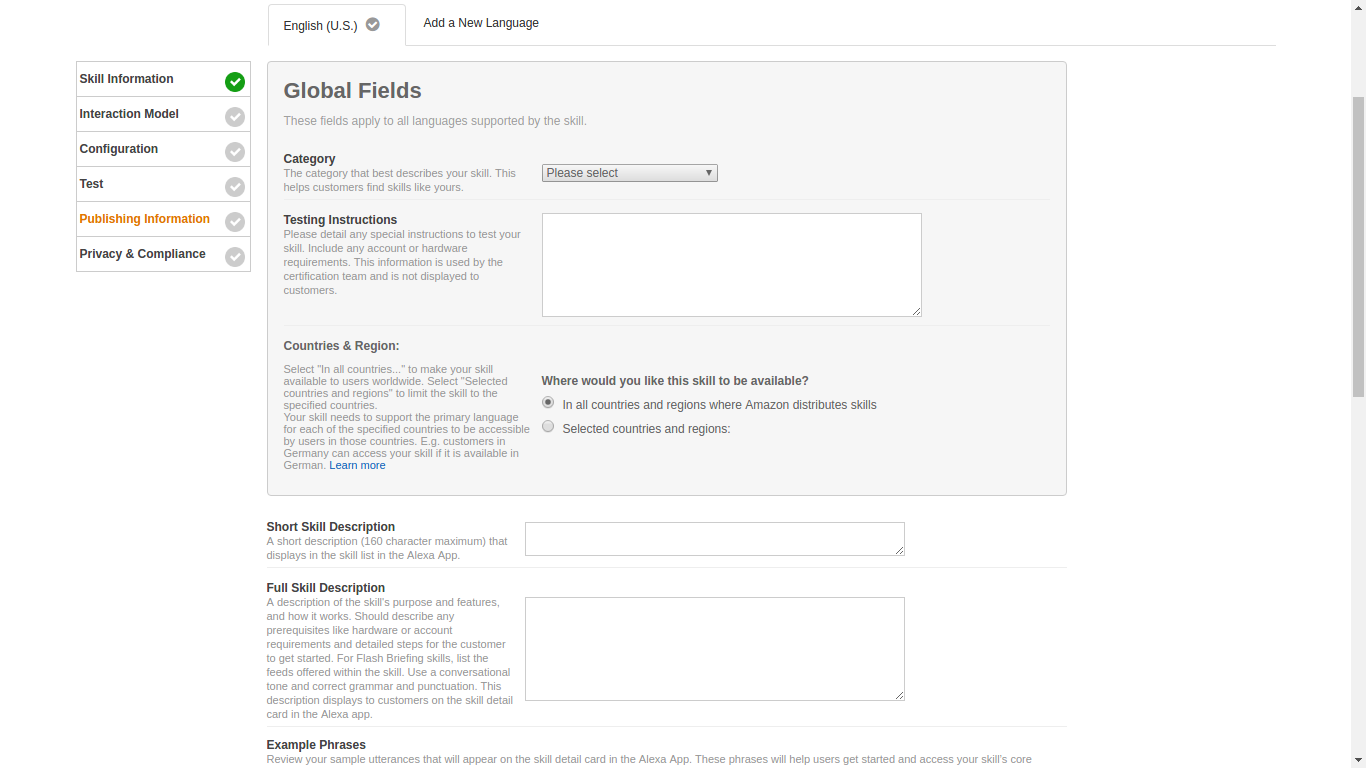 English (U.S.)
Add a New Language
Skill Information
Interaction Model
Configuration
Test
Publishing Information
Privacy & Compliance
Global Fields
These fields apply to all languages supported by the skill.
Category
The category that best describes your skill. This
helps customers find skills like yours.
Please select
Testing Instructions
Please detail any special instructions to test your
skill. Include any account or hardware
requirements. This information is used by the
certification team and is not displayed to
customers.
Countries & Region:
Select "In all countries..." to make your skill
available to users worldwide. Select "Selected
countries and regions" to limit the skill to the
specified countries.
Your skill needs to support the primary language
for each of the specified countries to be accessible
by users in those countries. E.g. customers in
Germany can access your skill if it is available in
German. Learn more
Where would you like this skill to be available?
In all countries and regions where Amazon distributes skills
Selected countries and regions:
Short Skill Description
A short description (160 character maximum) that
displays in the skill list in the Alexa App.
Full Skill Description
A description of the skill's purpose and features,
and how it works. Should describe any
prerequisites like hardware or account
requirements and detailed steps for the customer
to get started. For Flash Briefing skills, list the
feeds offered within the skill. Use a conversational
tone and correct grammar and punctuation. This
description displays to customers on the skill detail
card in the Alexa app.
Example Phrases
Review your sample utterances that will appear on the skill detail card in the Alexa App. These phrases will help users get started and access your skill's core